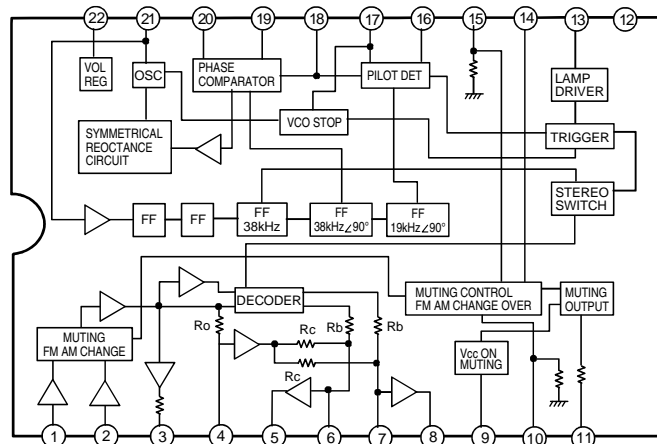 22 21 20 19 18 17 16 15 14 13 12
VOL
REG
OSC
PHASE
COMPARATOR
PILOT DET
LAMP
DRIVER
SYMMETRICAL
REOCTANCE
CIRCUIT
VCO STOP
TRIGGER
STEREO
SWITCH
FF
FF
FF
38kHz
FF
38kHz∠90°
FF
19kHz∠90°
DECODER
MUTING CONTROL
FM AM CHANGE OVER
MUTING
OUTPUT
MUTING
FM AM CHANGE
Ro
Rc
Rb
Rb
Rc
Vcc ON
MUTING
1 2 3 4 5 6 7 8 9 10 11